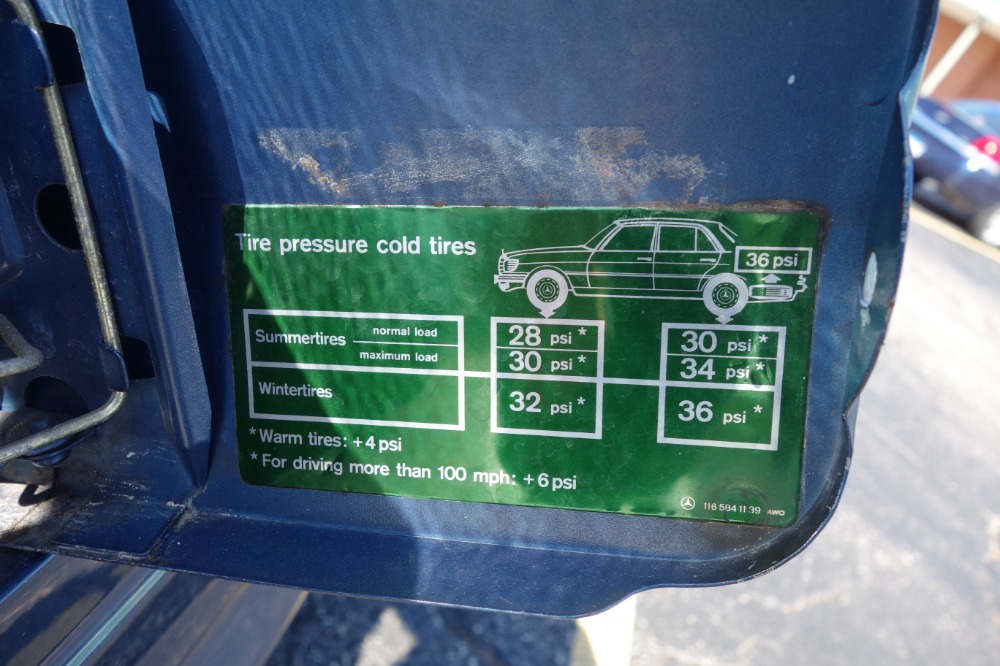 Tire pressure cold tires
36 psi
Summertires normal load 28 psi* 30 psi*
maximum load 30 psi* 34 psi*
Wintertires 32 psi* 36 psi*
*Warm tires: +4 psi
*For driving more than 100 mph: +6 psi
116 584 11 39 AWO